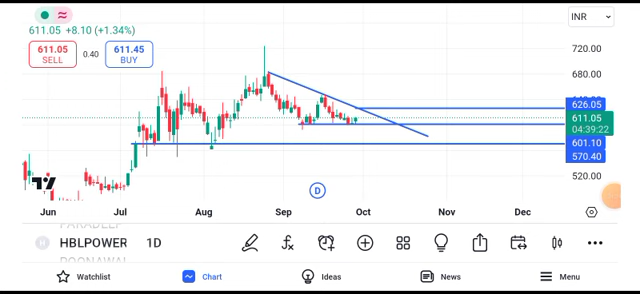 INR
611.05 +8.10 (+1.34%)
611.05 SELL
0.40
611.45 BUY
720.00
680.00
626.05
611.05
04:39:22
601.10
570.40
520.00
D
Jun Jul Aug Sep Oct Nov Dec
HBLPOWER 1D
Watchlist Chart Ideas News Menu